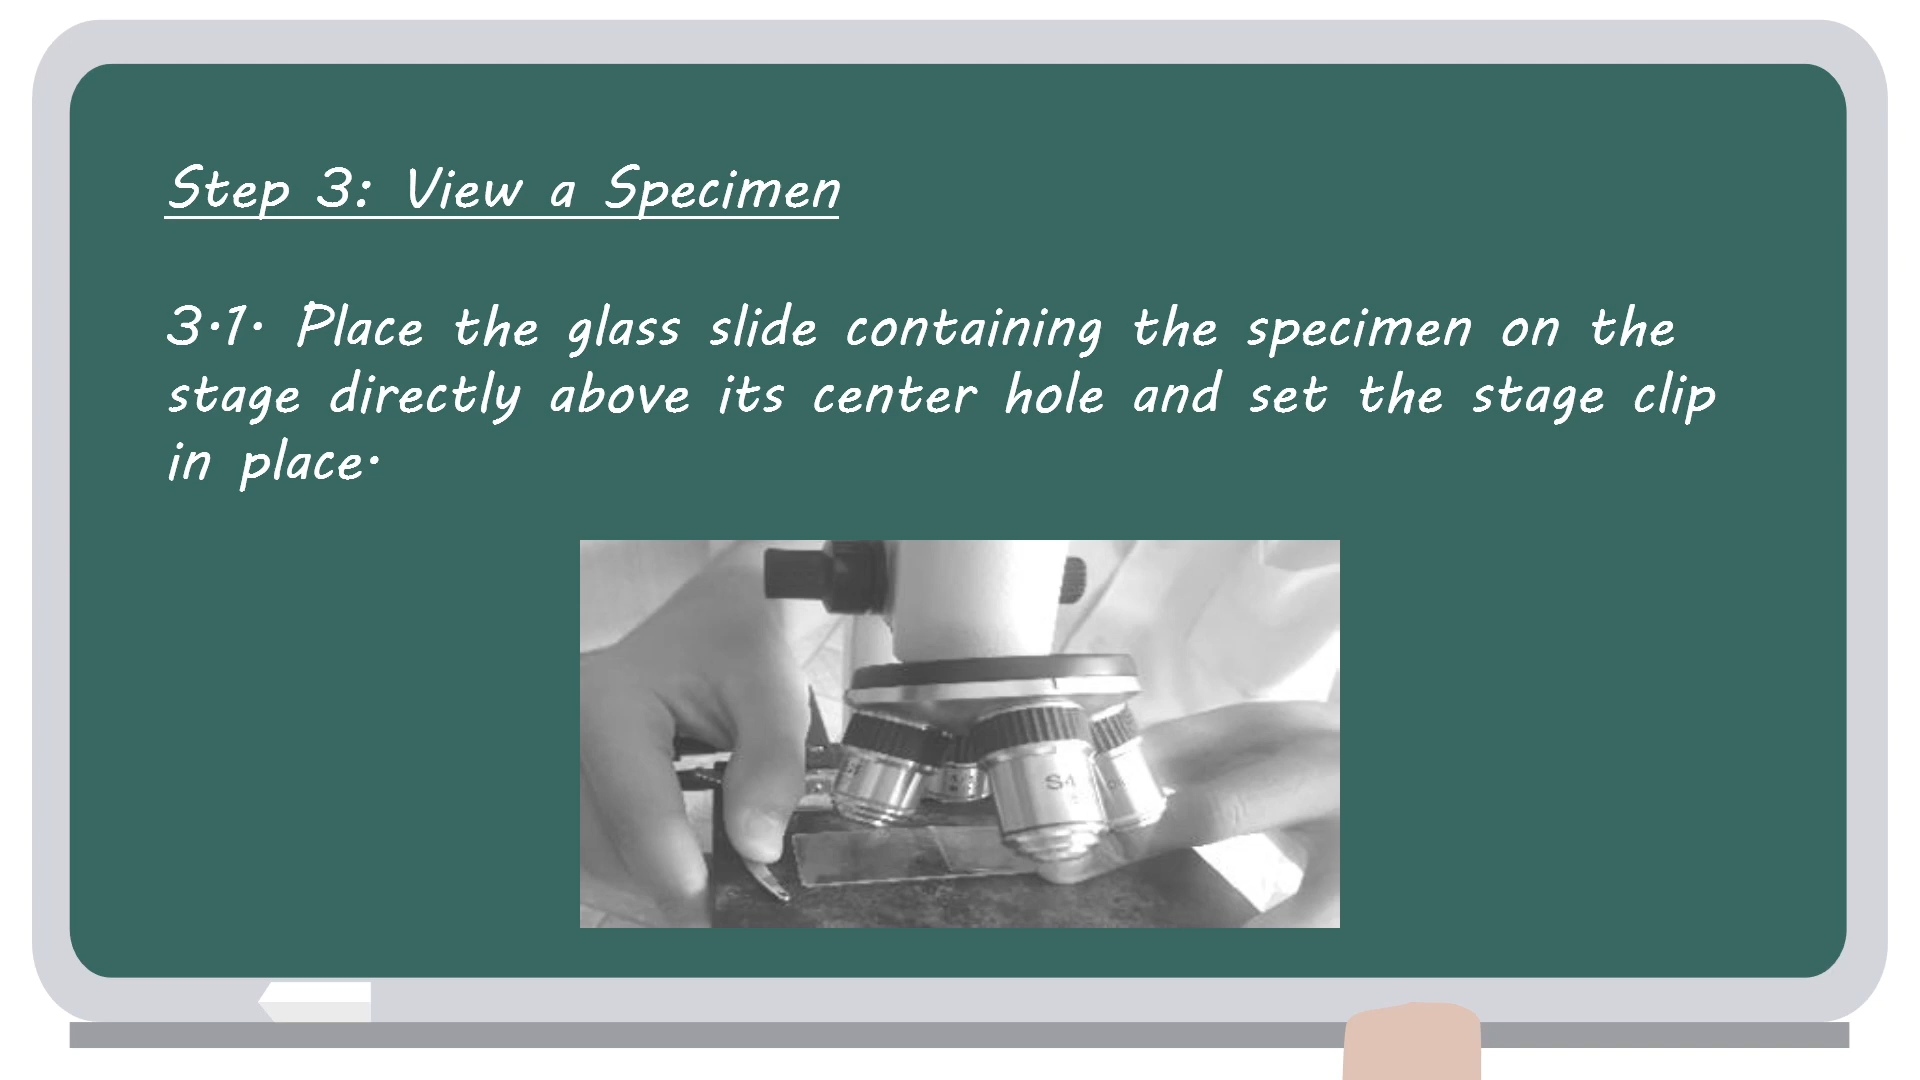 Step 3: View a Specimen
3.1. Place the glass slide containing the specimen on the
stage directly above its center hole and set the stage clip
in place.
S4